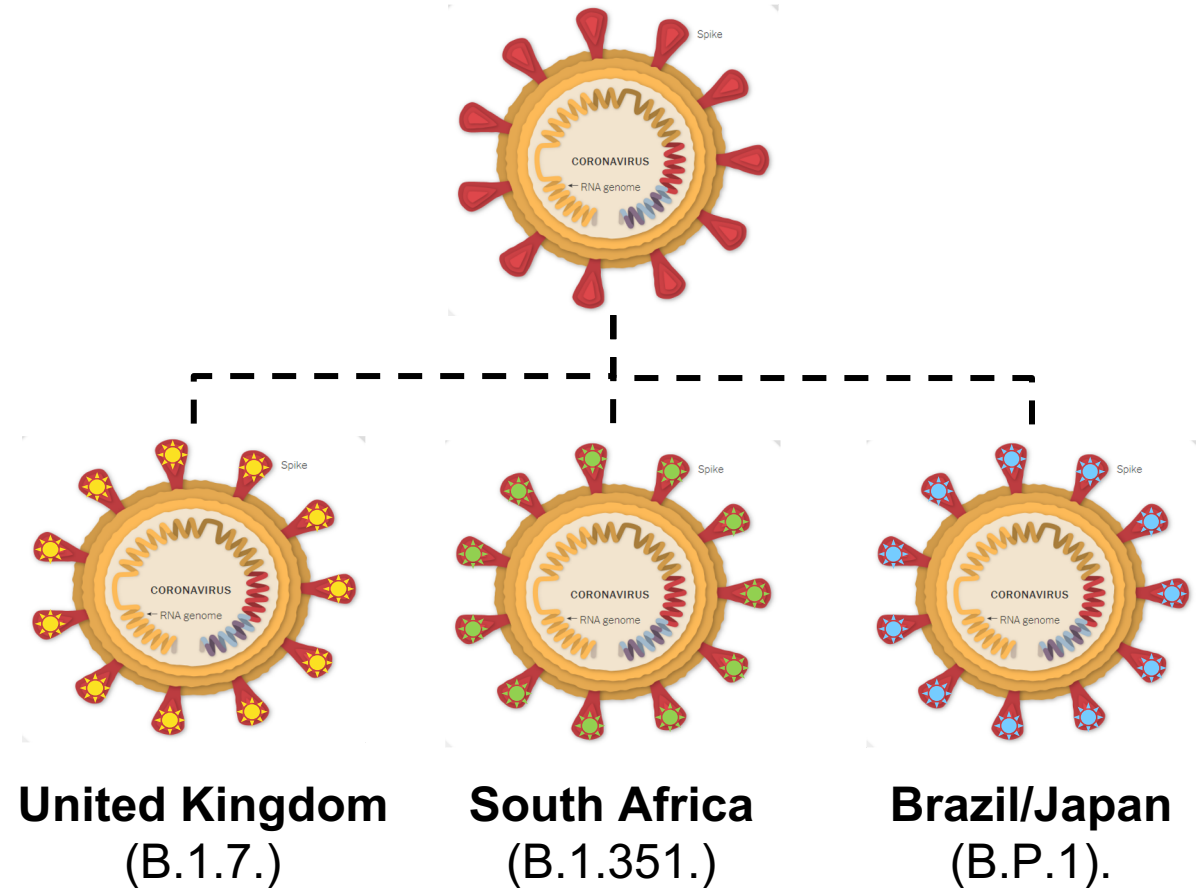 Spike
CORONAVIRUS
← RNA genome
Spike
CORONAVIRUS
← RNA genome
Spike
CORONAVIRUS
← RNA genome
Spike
CORONAVIRUS
← RNA genome
United Kingdom
(B.1.7.)
South Africa
(B.1.351.)
Brazil/Japan
(B.P.1).